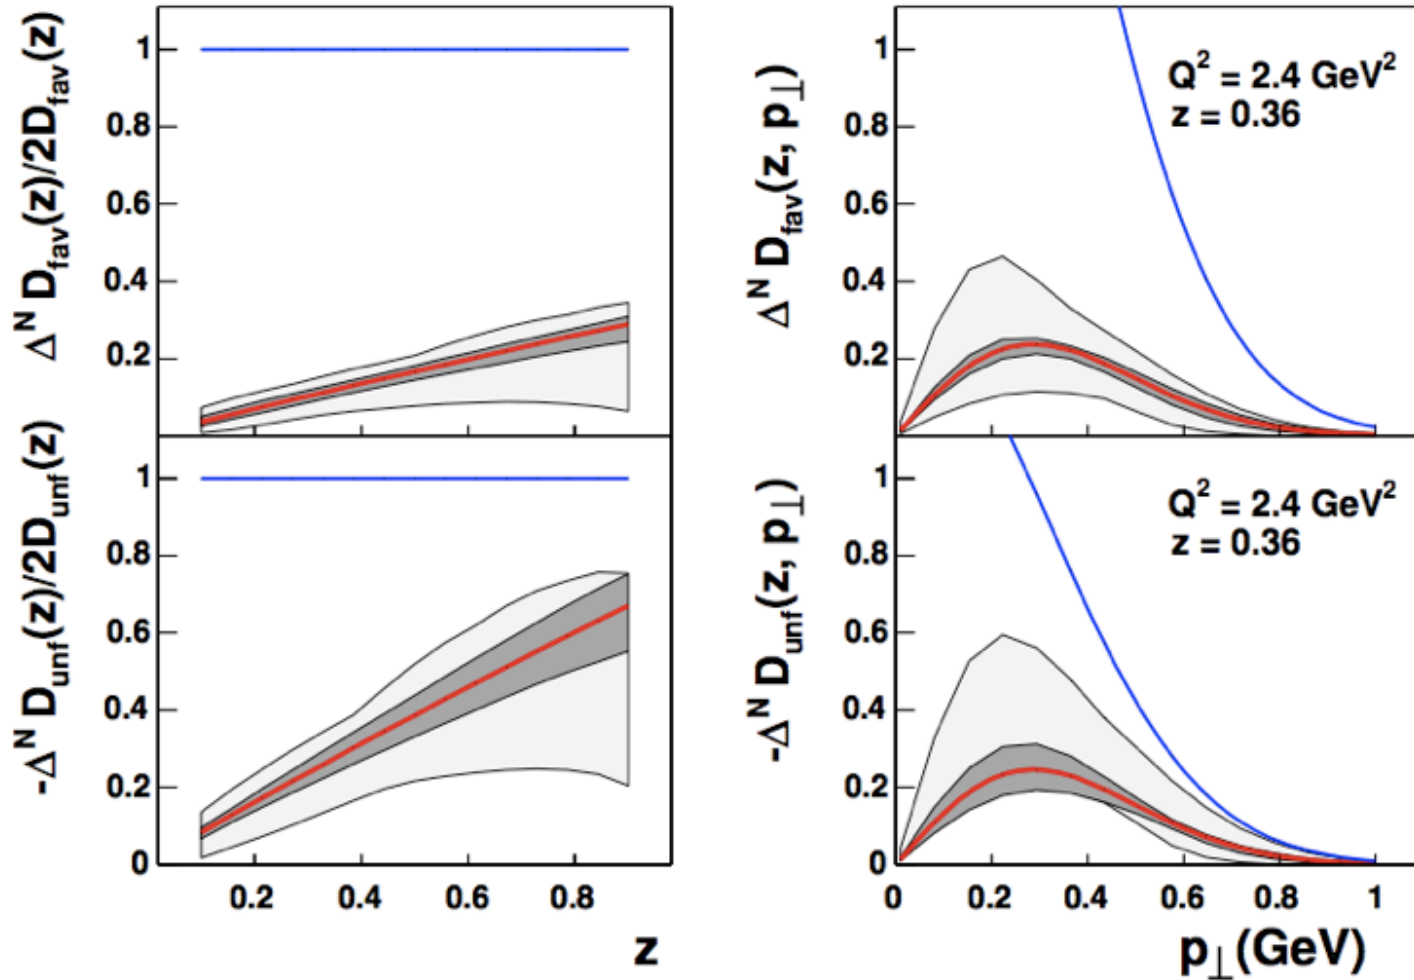 Δ^N D_fav(z)/2D_fav(z)
1
0.8
0.6
0.4
0.2
Δ^N D_fav(z, p_⊥)
1
0.8
0.6
0.4
0.2
Q² = 2.4 GeV²
z = 0.36
-Δ^N D_unf(z)/2D_unf(z)
1
0.8
0.6
0.4
0.2
0
0.2 0.4 0.6 0.8
z
-Δ^N D_unf(z, p_⊥)
1
0.8
0.6
0.4
0.2
0
Q² = 2.4 GeV²
z = 0.36
0 0.2 0.4 0.6 0.8 1
p_⊥(GeV)